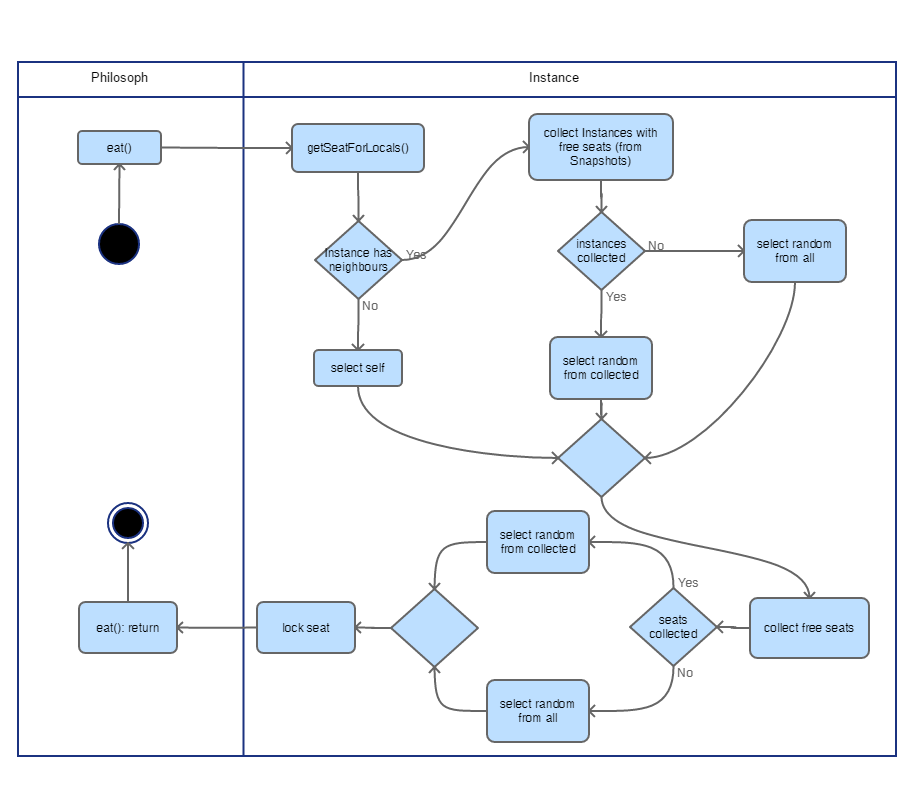 Philosoph
Instance
eat()
getSeatForLocals()
collect Instances with
free seats (from
Snapshots)
Instance has
neighbours
Yes
No
instances
collected
No
Yes
select random
from all
select self
select random
from collected
select random
from collected
Yes
seats
collected
No
collect free seats
eat(): return
lock seat
select random
from all